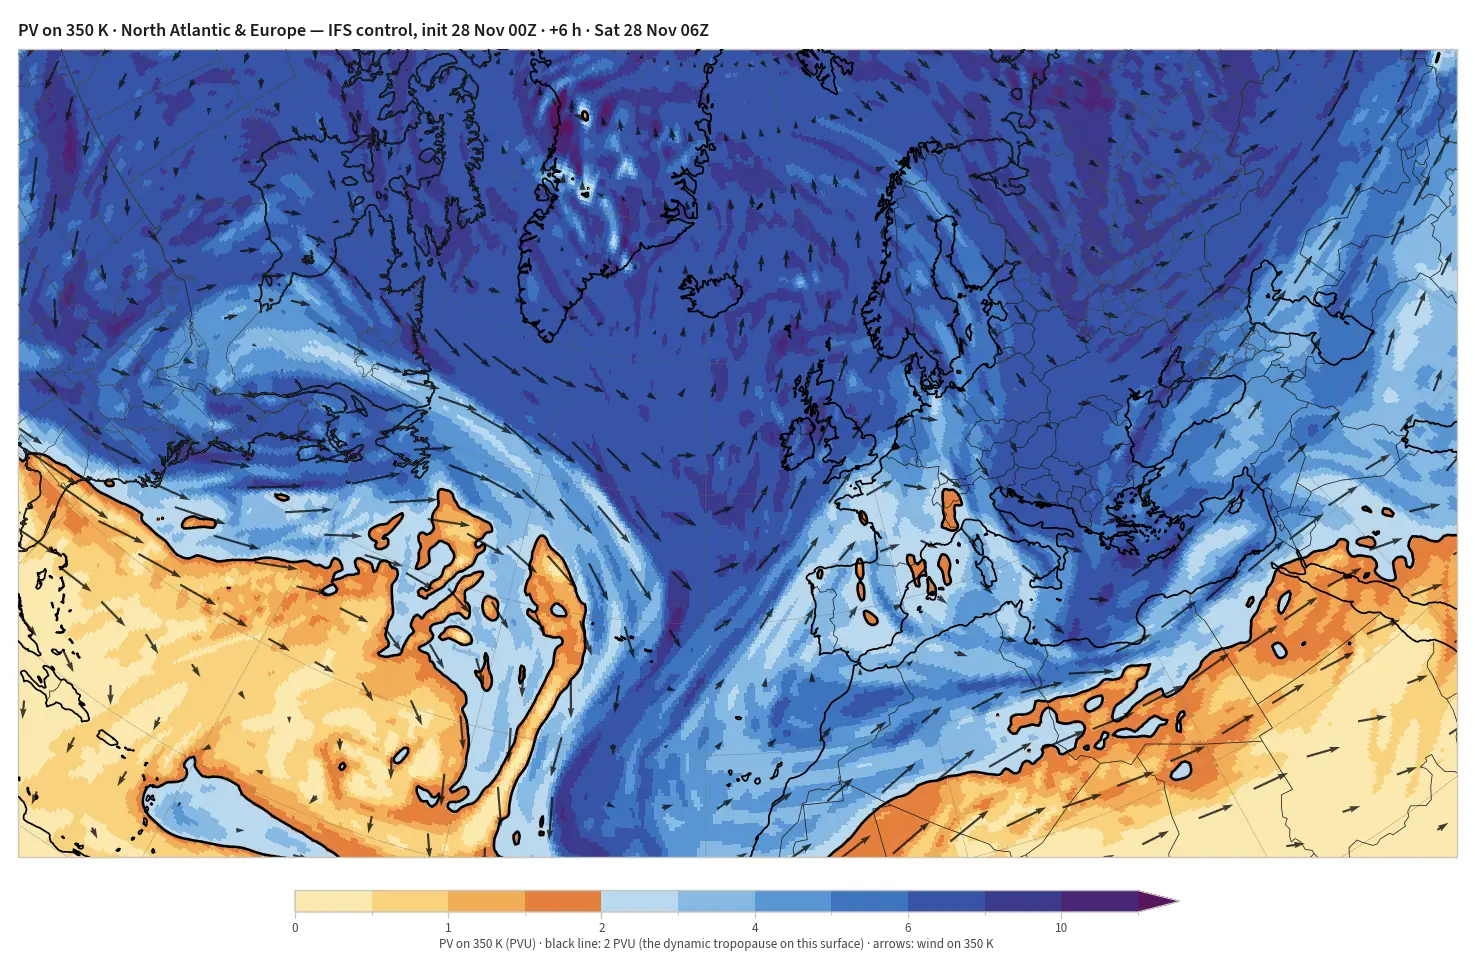 PV on 350 K · North Atlantic & Europe — IFS control, init 28 Nov 00Z · +6 h · Sat 28 Nov 06Z
0 1 2 4 6 10
PV on 350 K (PVU) · black line: 2 PVU (the dynamic tropopause on this surface) · arrows: wind on 350 K